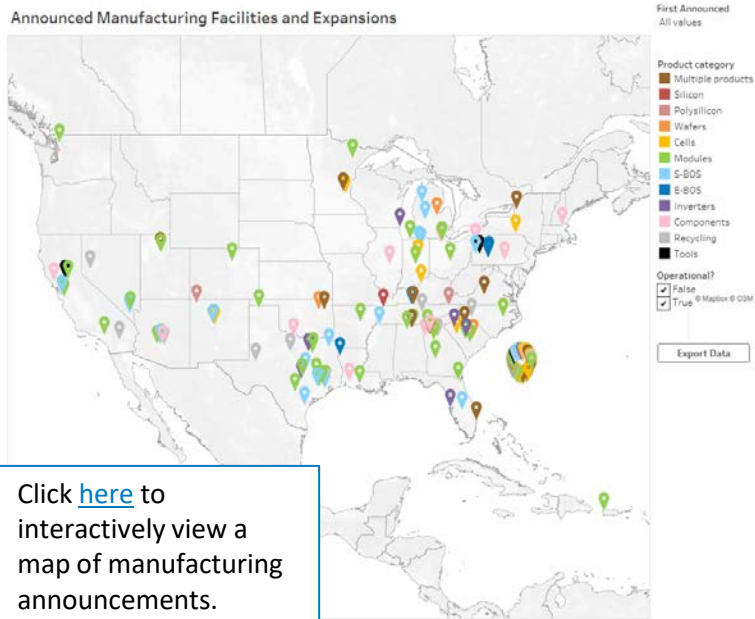 Announced Manufacturing Facilities and Expansions
First Announced
All values
Product category
Multiple products
Silicon
Polysilicon
Wafers
Cells
Modules
S-BOS
E-BOS
Inverters
Components
Recycling
Tools
Operational?
False
True
© Mapbox © OSM
Export Data
Click here to
interactively view a
map of manufacturing
announcements.